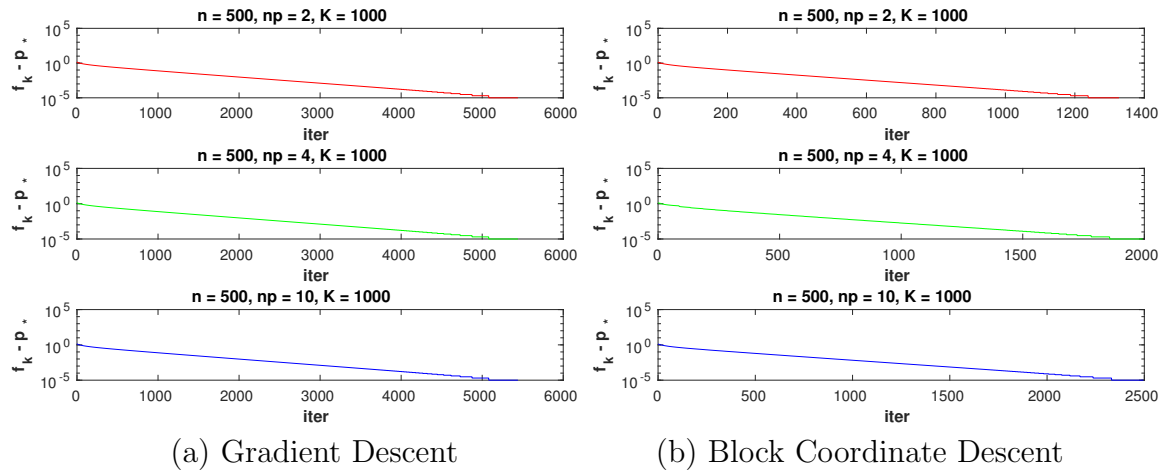 n = 500, np = 2, K = 1000
f_k - p_*
10^5
10^0
10^-5
0 1000 2000 3000 4000 5000 6000
iter
n = 500, np = 4, K = 1000
f_k - p_*
10^5
10^0
10^-5
0 1000 2000 3000 4000 5000 6000
iter
n = 500, np = 10, K = 1000
f_k - p_*
10^5
10^0
10^-5
0 1000 2000 3000 4000 5000 6000
iter
(a) Gradient Descent
n = 500, np = 2, K = 1000
f_k - p_*
10^5
10^0
10^-5
0 200 400 600 800 1000 1200 1400
iter
n = 500, np = 4, K = 1000
f_k - p_*
10^5
10^0
10^-5
500 1000 1500 2000
iter
n = 500, np = 10, K = 1000
f_k - p_*
10^5
10^0
10^-5
0 500 1000 1500 2000 2500
iter
(b) Block Coordinate Descent